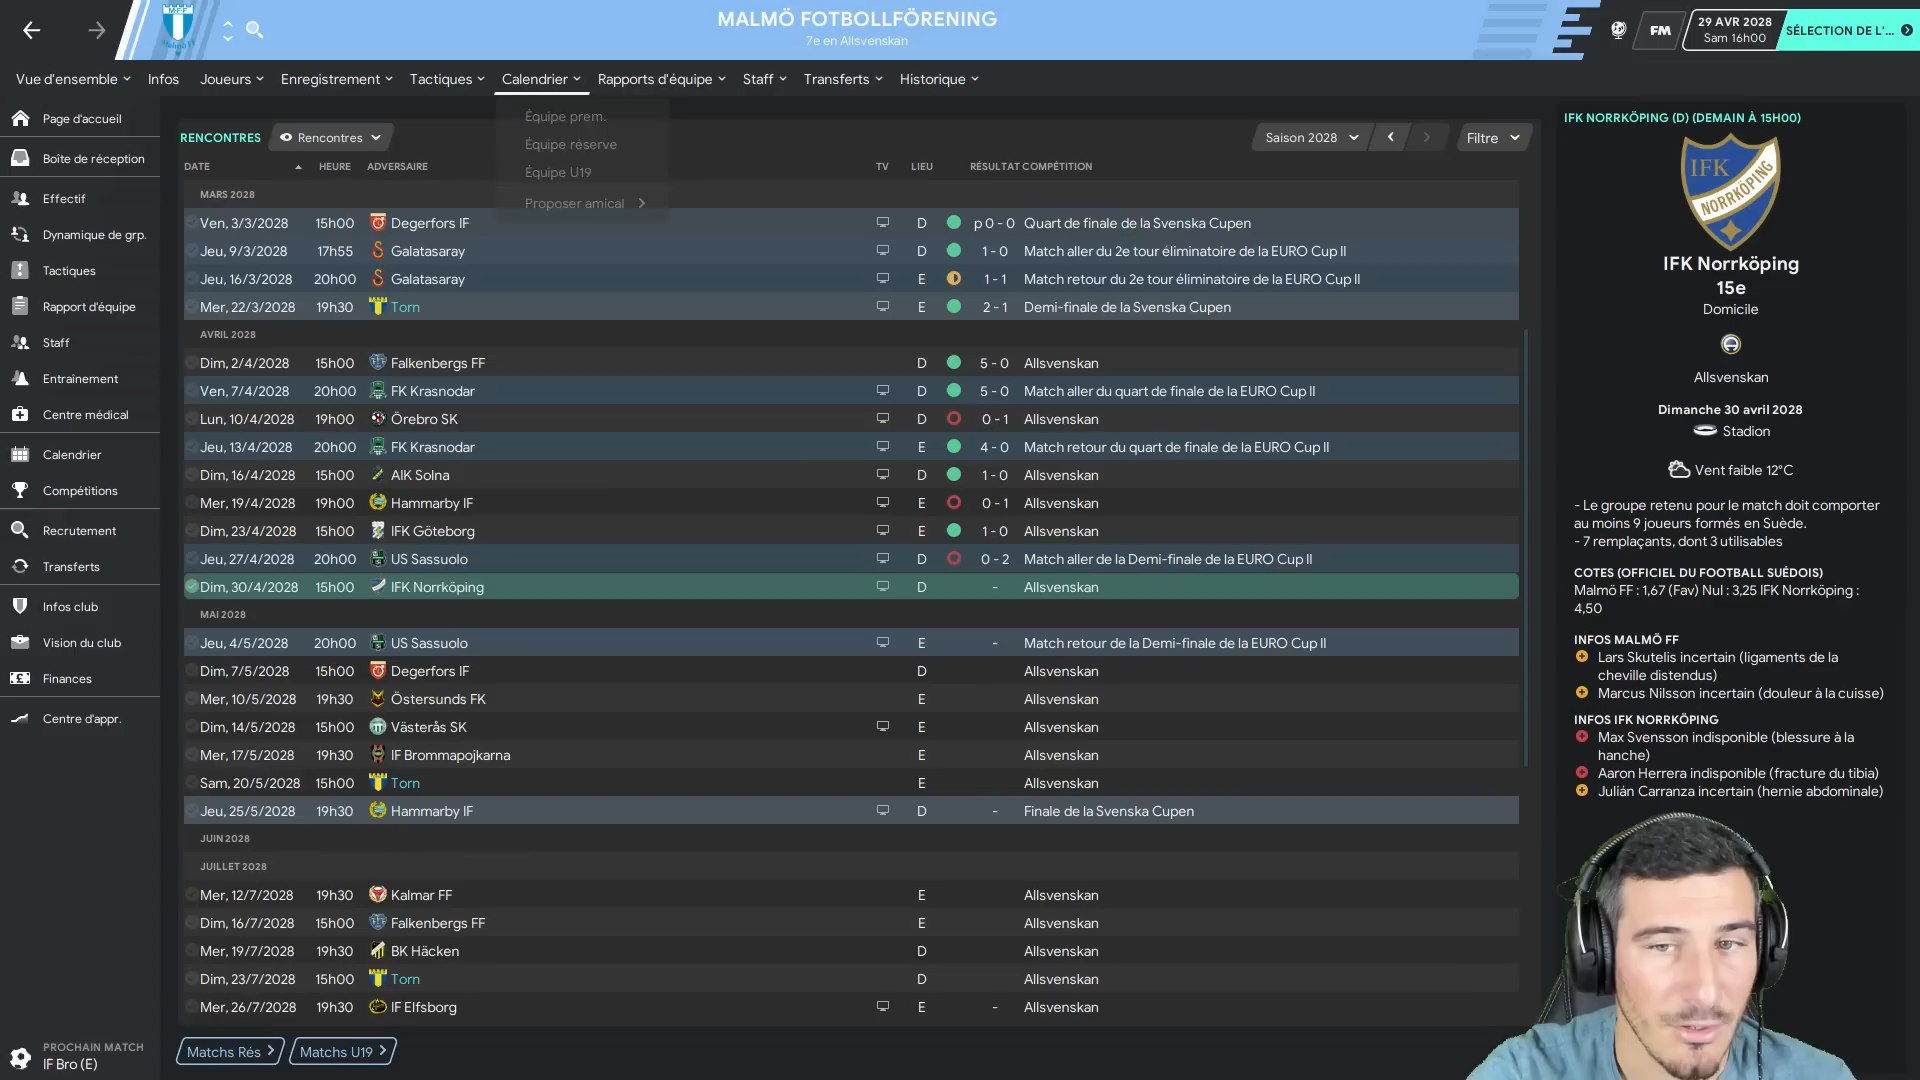 MALMÖ FOTBOLLFÖRENING
7e en Allsvenskan
FM
29 AVR 2028
Sam 16h00
SÉLECTION DE L'...
Vue d'ensemble Infos Joueurs Enregistrement Tactiques Calendrier Rapports d'équipe Staff Transferts Historique
Page d'accueil
Boîte de réception
Effectif
Dynamique de grp.
Tactiques
Rapport d'équipe
Staff
Entraînement
Centre médical
Calendrier
Compétitions
Recrutement
Transferts
Infos club
Vision du club
Finances
Centre d'appr.
PROCHAIN MATCH
IF Bro (E)
Équipe prem.
Équipe réserve
Équipe U19
Proposer amical
RENCONTRES Rencontres Saison 2028 Filtre
DATE HEURE ADVERSAIRE TV LIEU RÉSULTAT COMPÉTITION
MARS 2028
Ven, 3/3/2028 15h00 Degerfors IF D p 0 - 0 Quart de finale de la Svenska Cupen
Jeu, 9/3/2028 17h55 Galatasaray D 1 - 0 Match aller du 2e tour éliminatoire de la EURO Cup II
Jeu, 16/3/2028 20h00 Galatasaray E 1 - 1 Match retour du 2e tour éliminatoire de la EURO Cup II
Mer, 22/3/2028 19h30 Torn E 2 - 1 Demi-finale de la Svenska Cupen
AVRIL 2028
Dim, 2/4/2028 15h00 Falkenbergs FF D 5 - 0 Allsvenskan
Ven, 7/4/2028 20h00 FK Krasnodar D 5 - 0 Match aller du quart de finale de la EURO Cup II
Lun, 10/4/2028 19h00 Örebro SK D 0 - 1 Allsvenskan
Jeu, 13/4/2028 20h00 FK Krasnodar E 4 - 0 Match retour du quart de finale de la EURO Cup II
Dim, 16/4/2028 15h00 AIK Solna D 1 - 0 Allsvenskan
Mer, 19/4/2028 19h00 Hammarby IF E 0 - 1 Allsvenskan
Dim, 23/4/2028 15h00 IFK Göteborg E 1 - 0 Allsvenskan
Jeu, 27/4/2028 20h00 US Sassuolo D 0 - 2 Match aller de la Demi-finale de la EURO Cup II
Dim, 30/4/2028 15h00 IFK Norrköping D - Allsvenskan
MAI 2028
Jeu, 4/5/2028 20h00 US Sassuolo E - Match retour de la Demi-finale de la EURO Cup II
Dim, 7/5/2028 15h00 Degerfors IF D Allsvenskan
Mer, 10/5/2028 19h30 Östersunds FK E Allsvenskan
Dim, 14/5/2028 15h00 Västerås SK E Allsvenskan
Mer, 17/5/2028 19h30 IF Brommapojkarna E Allsvenskan
Sam, 20/5/2028 15h00 Torn E Allsvenskan
Jeu, 25/5/2028 19h30 Hammarby IF D - Finale de la Svenska Cupen
JUIN 2028
JUILLET 2028
Mer, 12/7/2028 19h30 Kalmar FF E Allsvenskan
Dim, 16/7/2028 15h00 Falkenbergs FF E Allsvenskan
Mer, 19/7/2028 19h30 BK Häcken D Allsvenskan
Dim, 23/7/2028 15h00 Torn D Allsvenskan
Mer, 26/7/2028 19h30 IF Elfsborg E - Allsvenskan
Matchs Rés Matchs U19
IFK NORRKÖPING (D) (DEMAIN À 15H00)
IFK
NORRKÖPING
IFK Norrköping
15e
Domicile
Allsvenskan
Dimanche 30 avril 2028
Stadion
Vent faible 12°C
- Le groupe retenu pour le match doit comporter
au moins 9 joueurs formés en Suède.
- 7 remplaçants, dont 3 utilisables
COTES (OFFICIEL DU FOOTBALL SUÉDOIS)
Malmö FF : 1,67 (Fav) Nul : 3,25 IFK Norrköping :
4,50
INFOS MALMÖ FF
Lars Skutelis incertain (ligaments de la
cheville distendus)
Marcus Nilsson incertain (douleur à la cuisse)
INFOS IFK NORRKÖPING
Max Svensson indisponible (blessure à la
hanche)
Aaron Herrera indisponible (fracture du tibia)
Julián Carranza incertain (hernie abdominale)